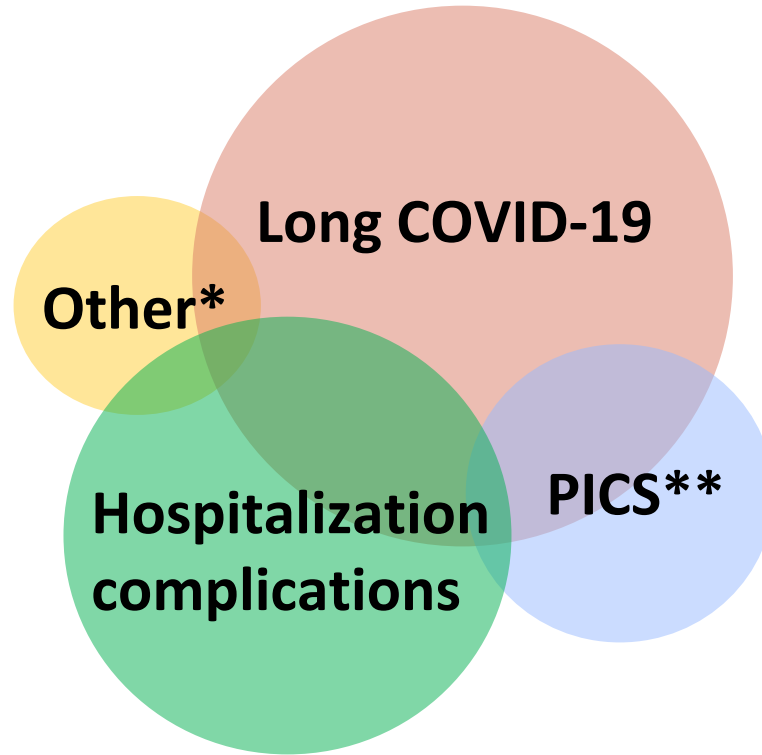 Long COVID-19
Other*
PICS**
Hospitalization
complications